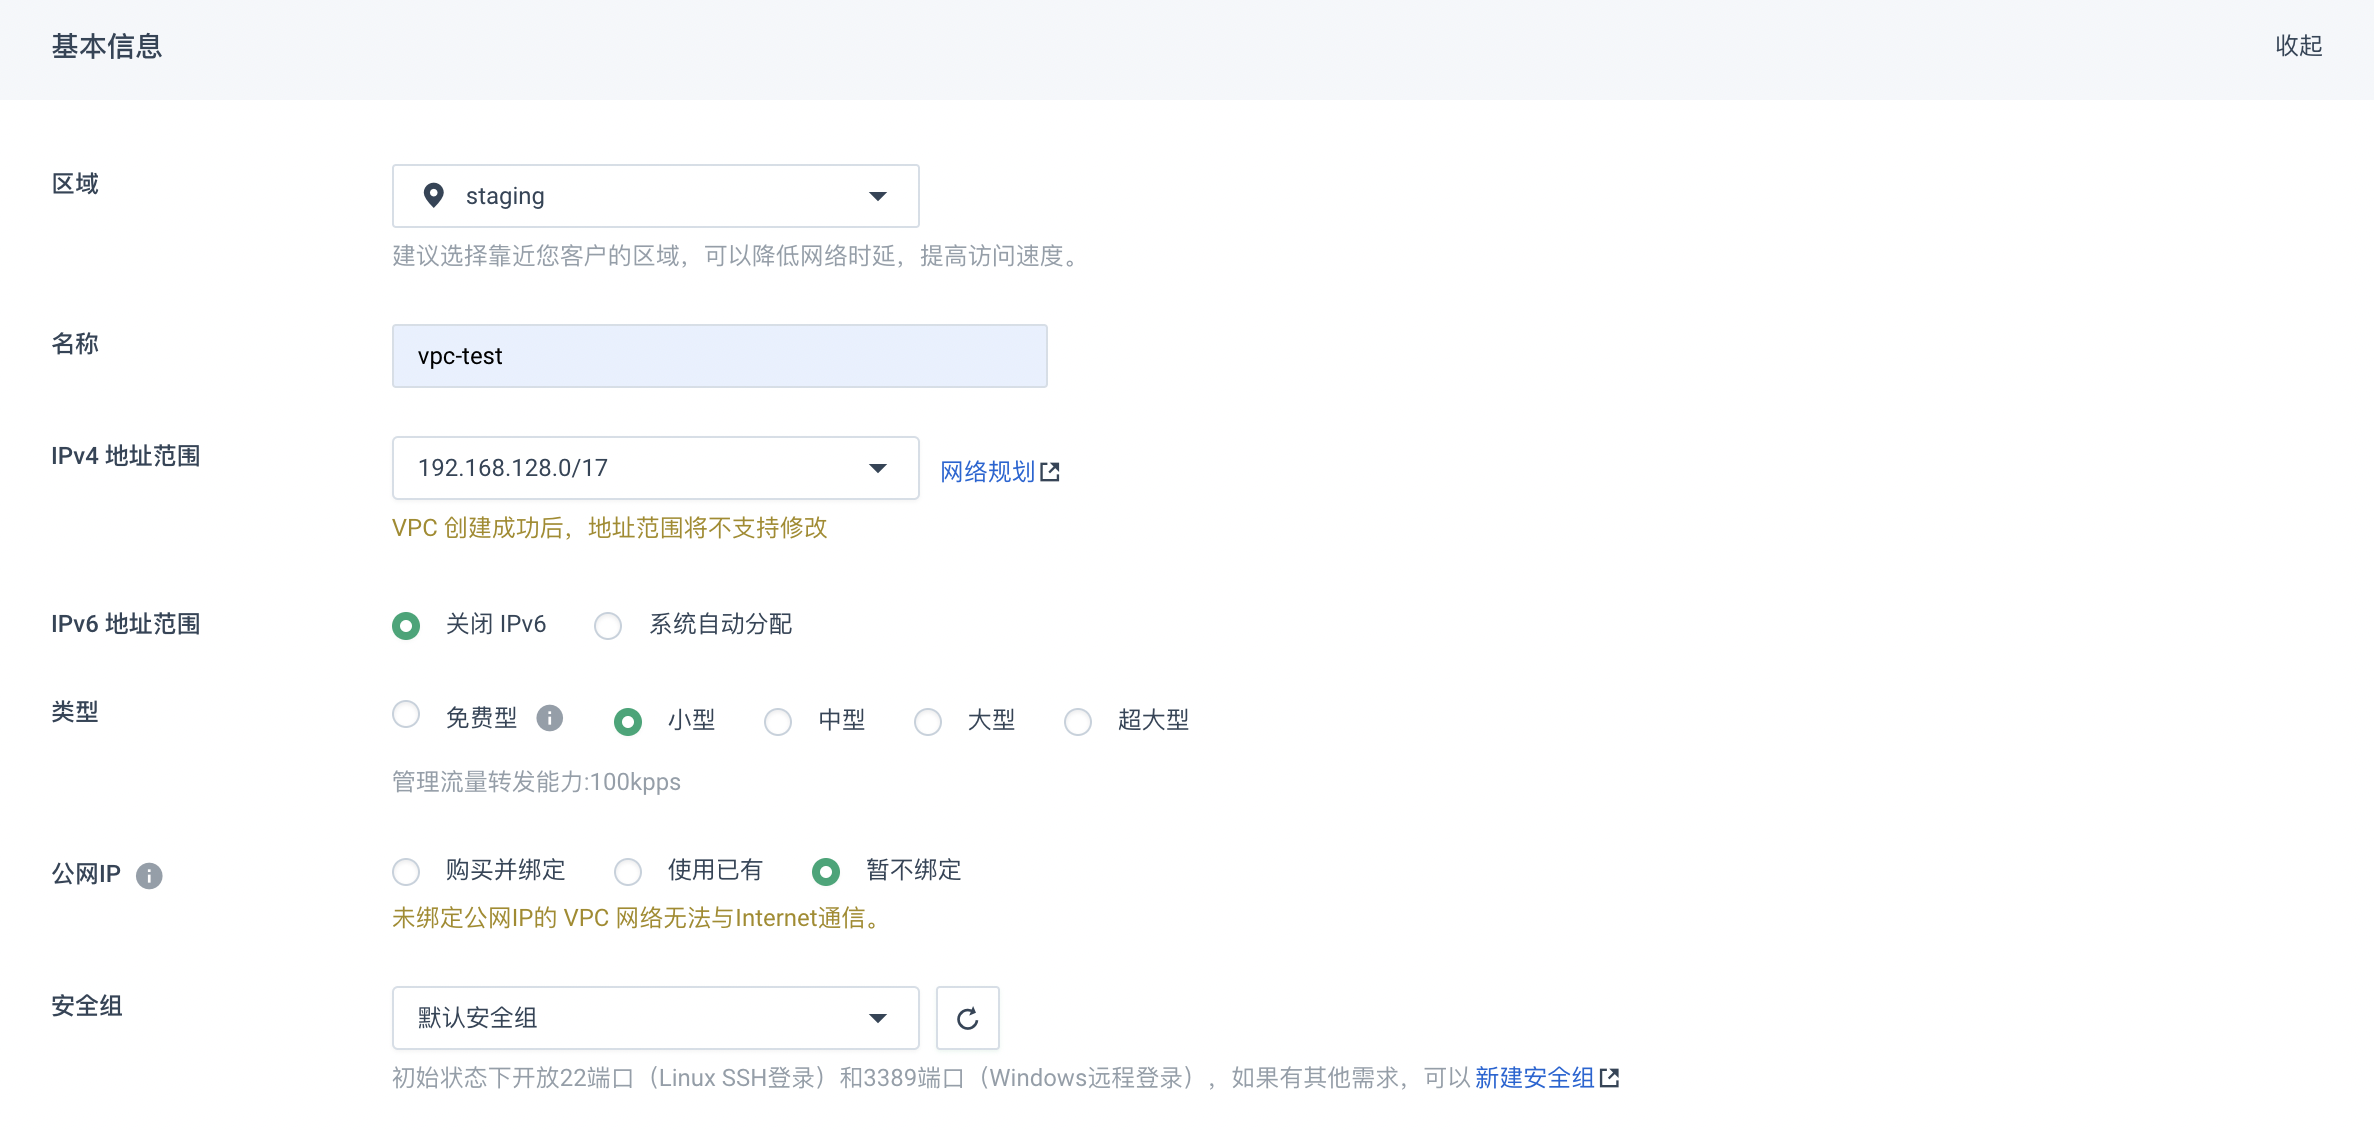 基本信息
收起
区域
staging
建议选择靠近您客户的区域，可以降低网络时延，提高访问速度。
名称
vpc-test
IPv4 地址范围
192.168.128.0/17
网络规划
VPC 创建成功后，地址范围将不支持修改
IPv6 地址范围
关闭 IPv6
系统自动分配
类型
免费型
小型
中型
大型
超大型
管理流量转发能力:100kpps
公网IP
购买并绑定
使用已有
暂不绑定
未绑定公网IP的 VPC 网络无法与Internet通信。
安全组
默认安全组
初始状态下开放22端口（Linux SSH登录）和3389端口（Windows远程登录），如果有其他需求，可以 新建安全组